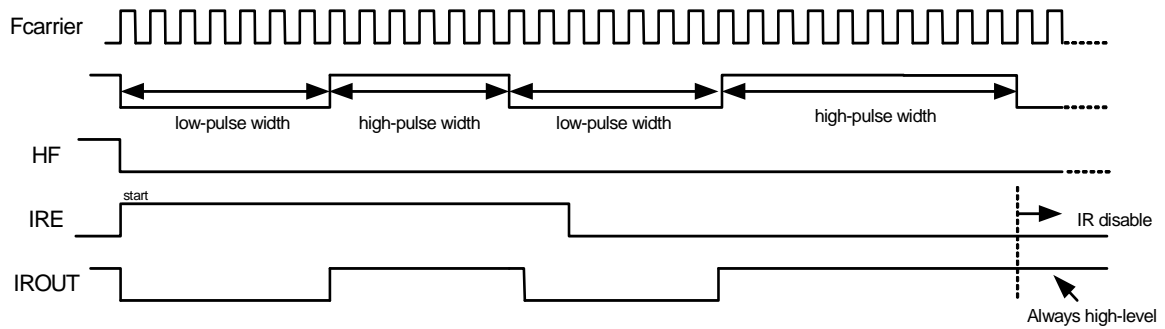 Fcarrier
low-pulse width
high-pulse width
low-pulse width
high-pulse width
HF
start
IRE
IR disable
IROUT
Always high-level